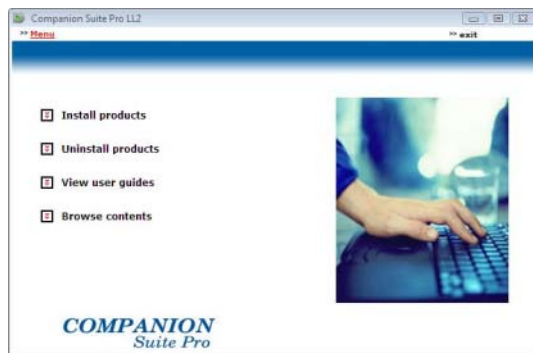 Companion Suite Pro LL2
>> Menu
>> exit
Install products
Uninstall products
View user guides
Browse contents
COMPANION
Suite Pro